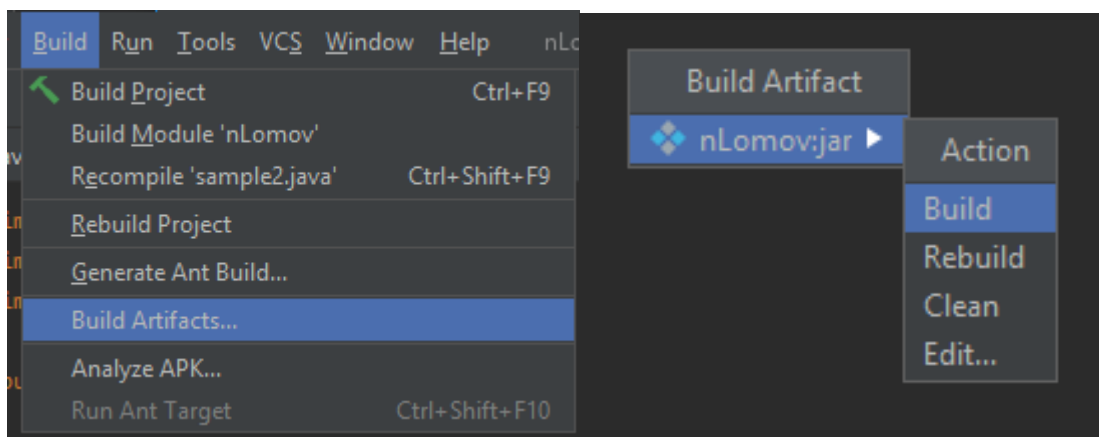 Build Run Tools VCS Window Help nLo
Build Project Ctrl+F9
Build Module 'nLomov'
Recompile 'sample2.java' Ctrl+Shift+F9
Rebuild Project
Generate Ant Build...
Build Artifacts...
Analyze APK...
Run Ant Target Ctrl+Shift+F10
Build Artifact
nLomov:jar
Action
Build
Rebuild
Clean
Edit...